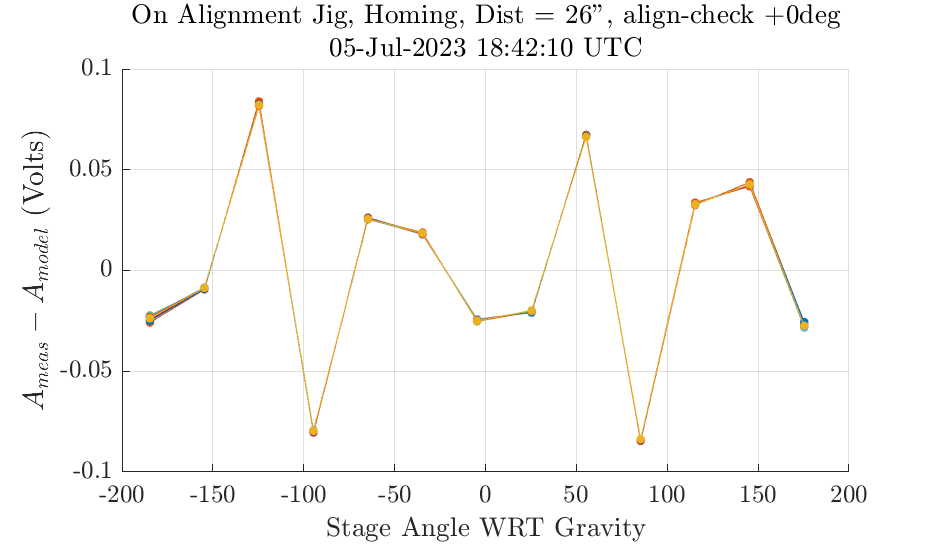 On Alignment Jig, Homing, Dist = 26”, align-check +0deg
05-Jul-2023 18:42:10 UTC
0.1
0.05
0
-0.05
-0.1
A_meas − A_model (Volts)
-200 -150 -100 -50 0 50 100 150 200
Stage Angle WRT Gravity